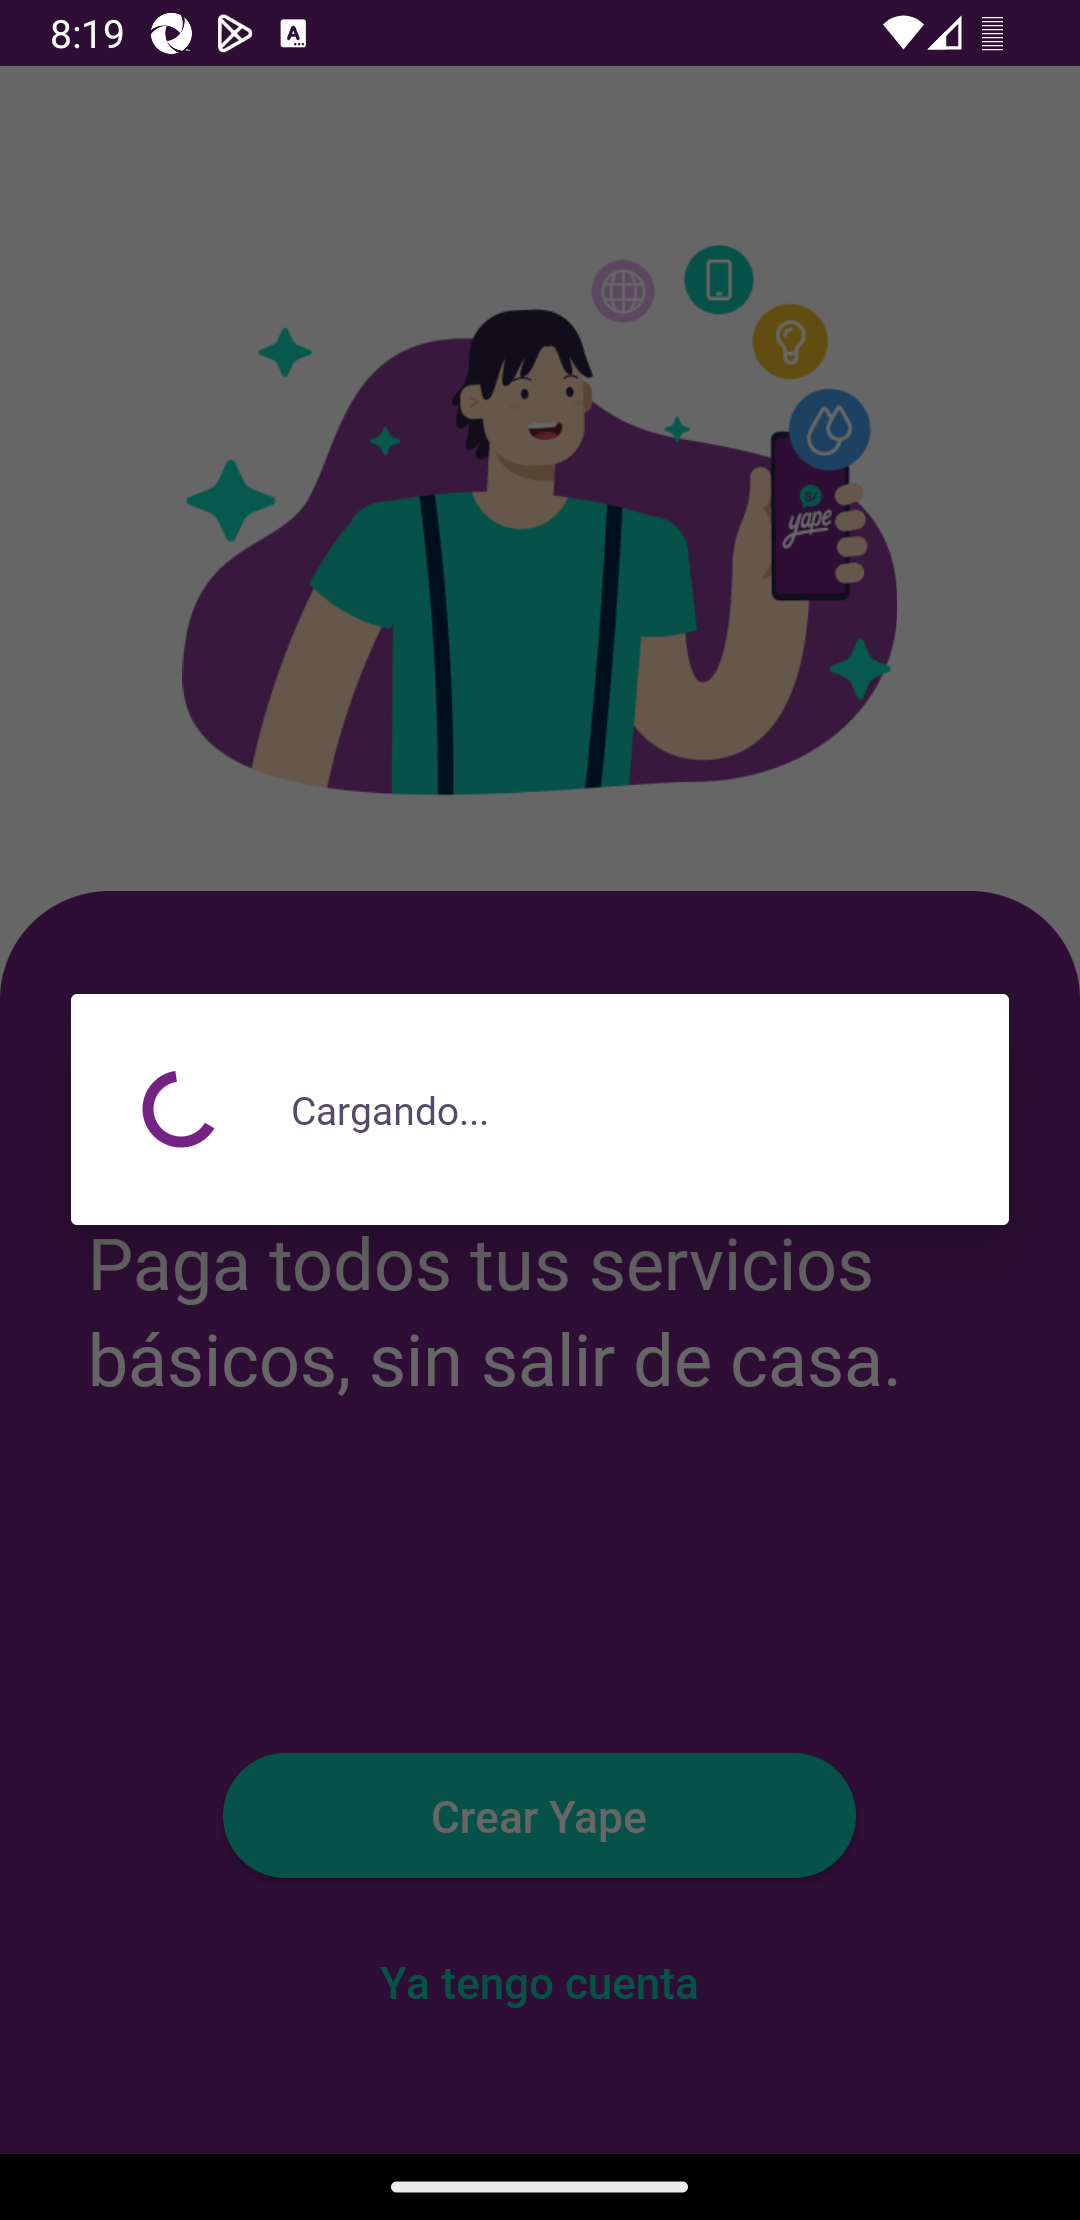 8:19
S/
yape
Cargando...
Paga todos tus servicios
básicos, sin salir de casa.
Crear Yape
Ya tengo cuenta